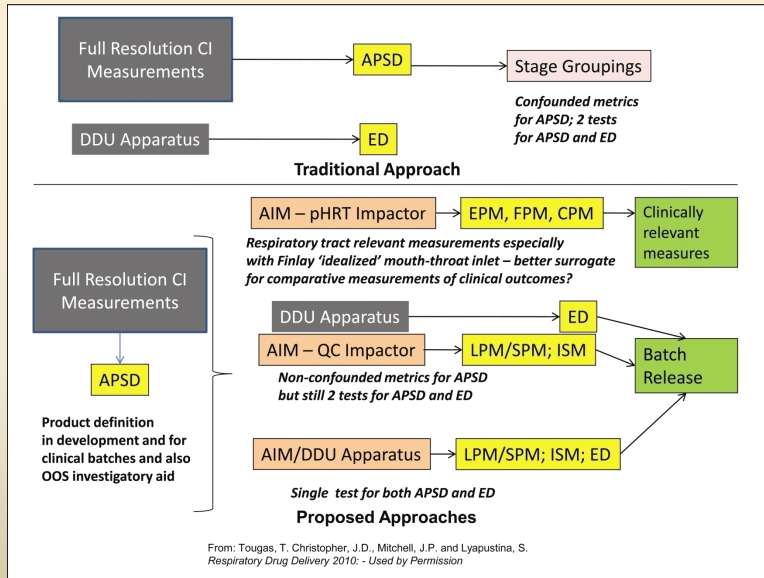 Full Resolution CI
Measurements
APSD
Stage Groupings
Confounded metrics
for APSD; 2 tests
for APSD and ED
DDU Apparatus
ED
Traditional Approach
AIM – pHRT Impactor
EPM, FPM, CPM
Clinically
relevant
measures
Respiratory tract relevant measurements especially
with Finlay ‘idealized’ mouth-throat inlet – better surrogate
for comparative measurements of clinical outcomes?
Full Resolution CI
Measurements
APSD
Product definition
in development and for
clinical batches and also
OOS investigatory aid
DDU Apparatus
ED
AIM – QC Impactor
LPM/SPM; ISM
Batch
Release
Non-confounded metrics for APSD
but still 2 tests for APSD and ED
AIM/DDU Apparatus
LPM/SPM; ISM; ED
Single test for both APSD and ED
Proposed Approaches
From: Tougas, T. Christopher, J.D., Mitchell, J.P. and Lyapustina, S.
Respiratory Drug Delivery 2010: - Used by Permission